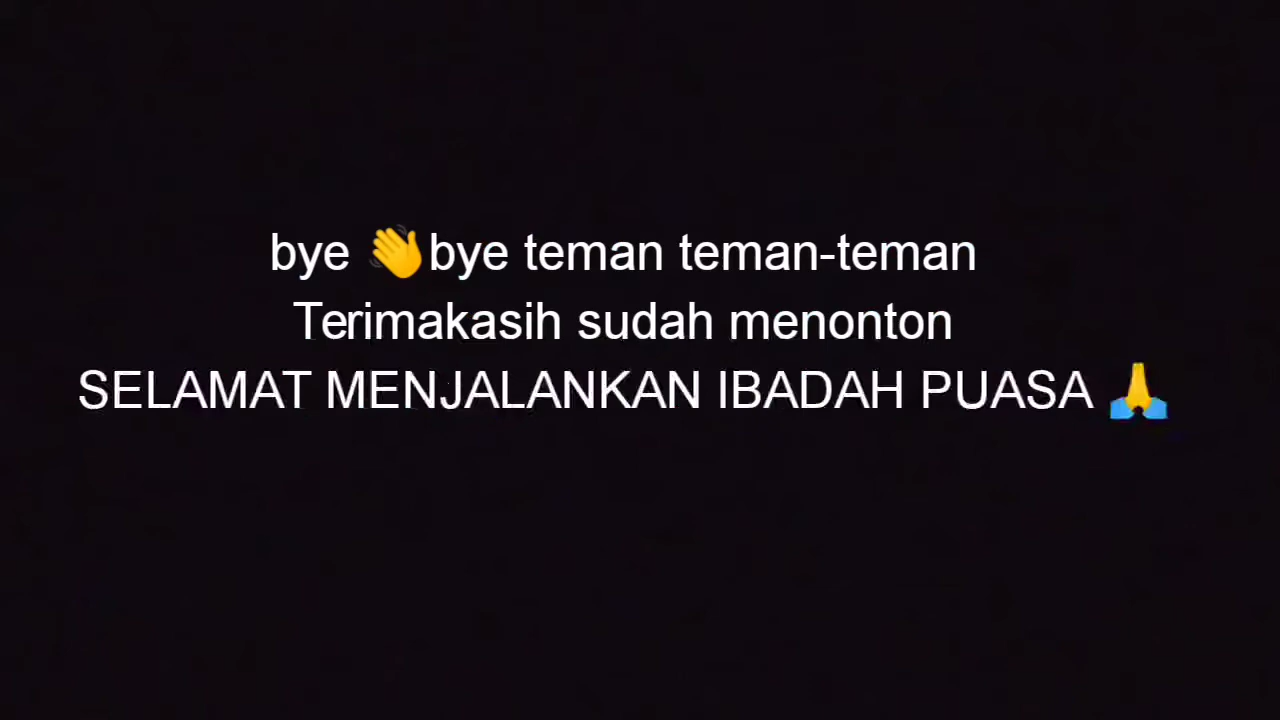 bye 👋bye teman teman-teman
Terimakasih sudah menonton
SELAMAT MENJALANKAN IBADAH PUASA 🙏